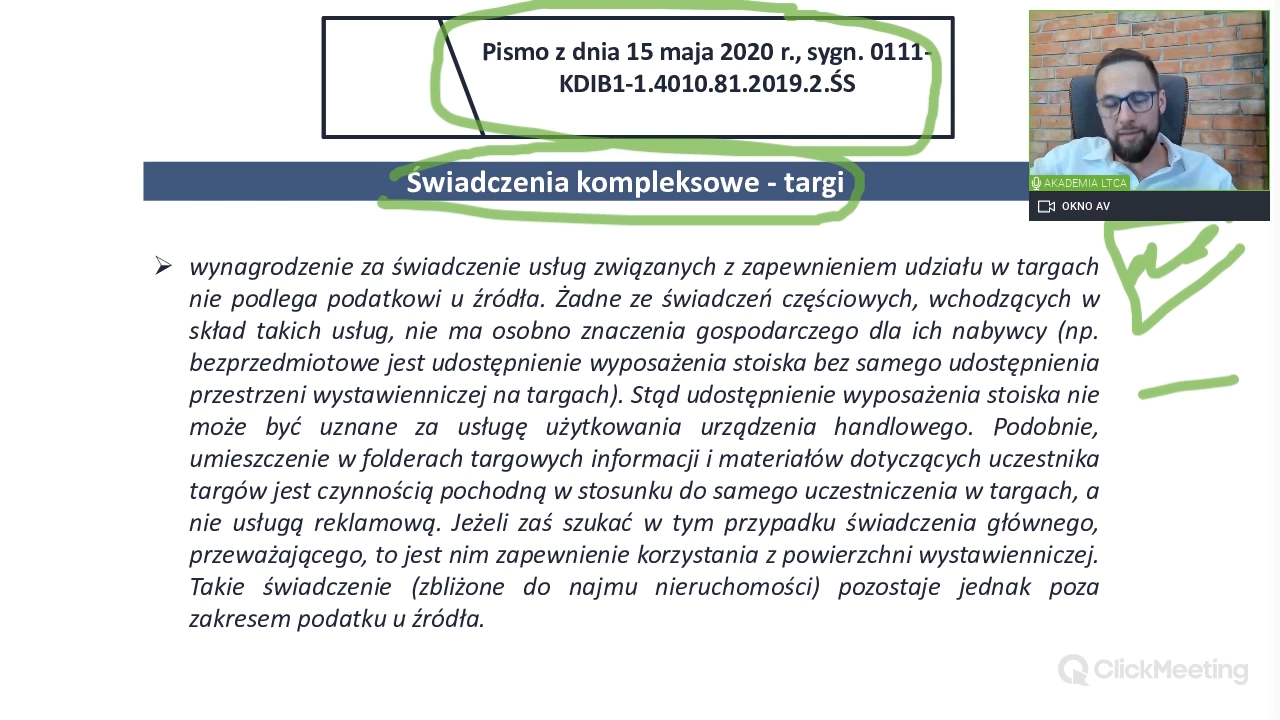 Pismo z dnia 15 maja 2020 r., sygn. 0111-
KDIB1-1.4010.81.2019.2.ŚS
Świadczenia kompleksowe - targi
AKADEMIA LTCA
OKNO AV
➢ wynagrodzenie za świadczenie usług związanych z zapewnieniem udziału w targach
nie podlega podatkowi u źródła. Żadne ze świadczeń częściowych, wchodzących w
skład takich usług, nie ma osobno znaczenia gospodarczego dla ich nabywcy (np.
bezprzedmiotowe jest udostępnienie wyposażenia stoiska bez samego udostępnienia
przestrzeni wystawienniczej na targach). Stąd udostępnienie wyposażenia stoiska nie
może być uznane za usługę użytkowania urządzenia handlowego. Podobnie,
umieszczenie w folderach targowych informacji i materiałów dotyczących uczestnika
targów jest czynnością pochodną w stosunku do samego uczestniczenia w targach, a
nie usługą reklamową. Jeżeli zaś szukać w tym przypadku świadczenia głównego,
przeważającego, to jest nim zapewnienie korzystania z powierzchni wystawienniczej.
Takie świadczenie (zbliżone do najmu nieruchomości) pozostaje jednak poza
zakresem podatku u źródła.
ClickMeeting